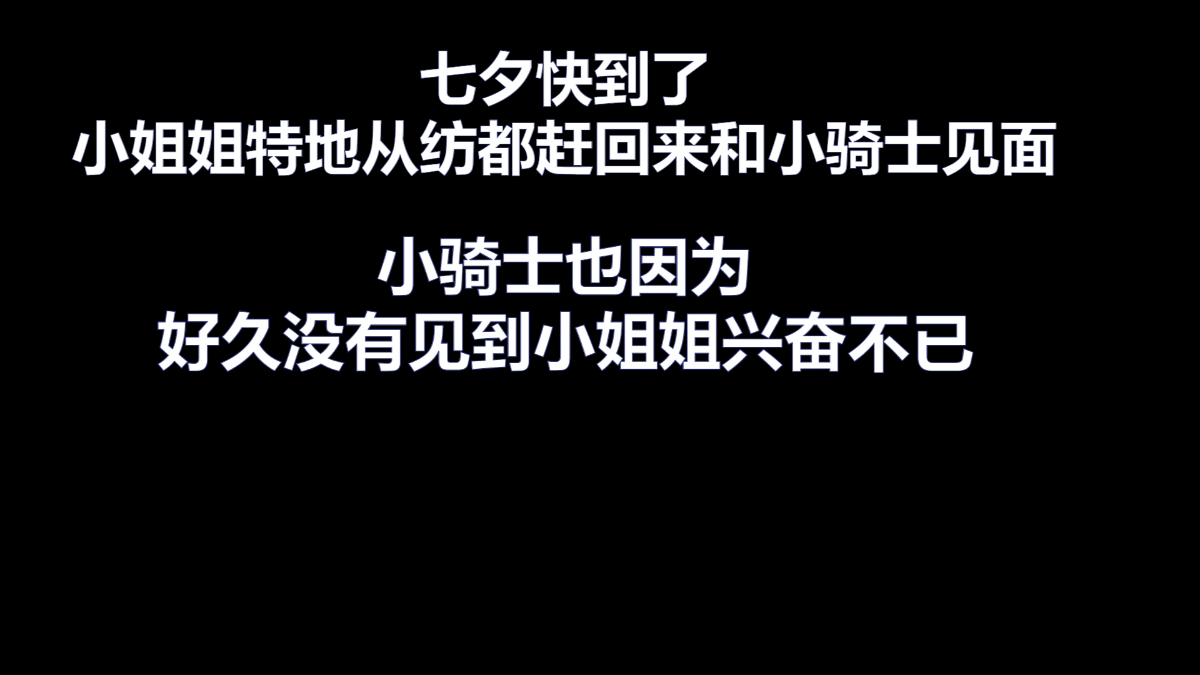 七夕快到了
小姐姐特地从纺都赶回来和小骑士见面
小骑士也因为
好久没有见到小姐姐兴奋不已